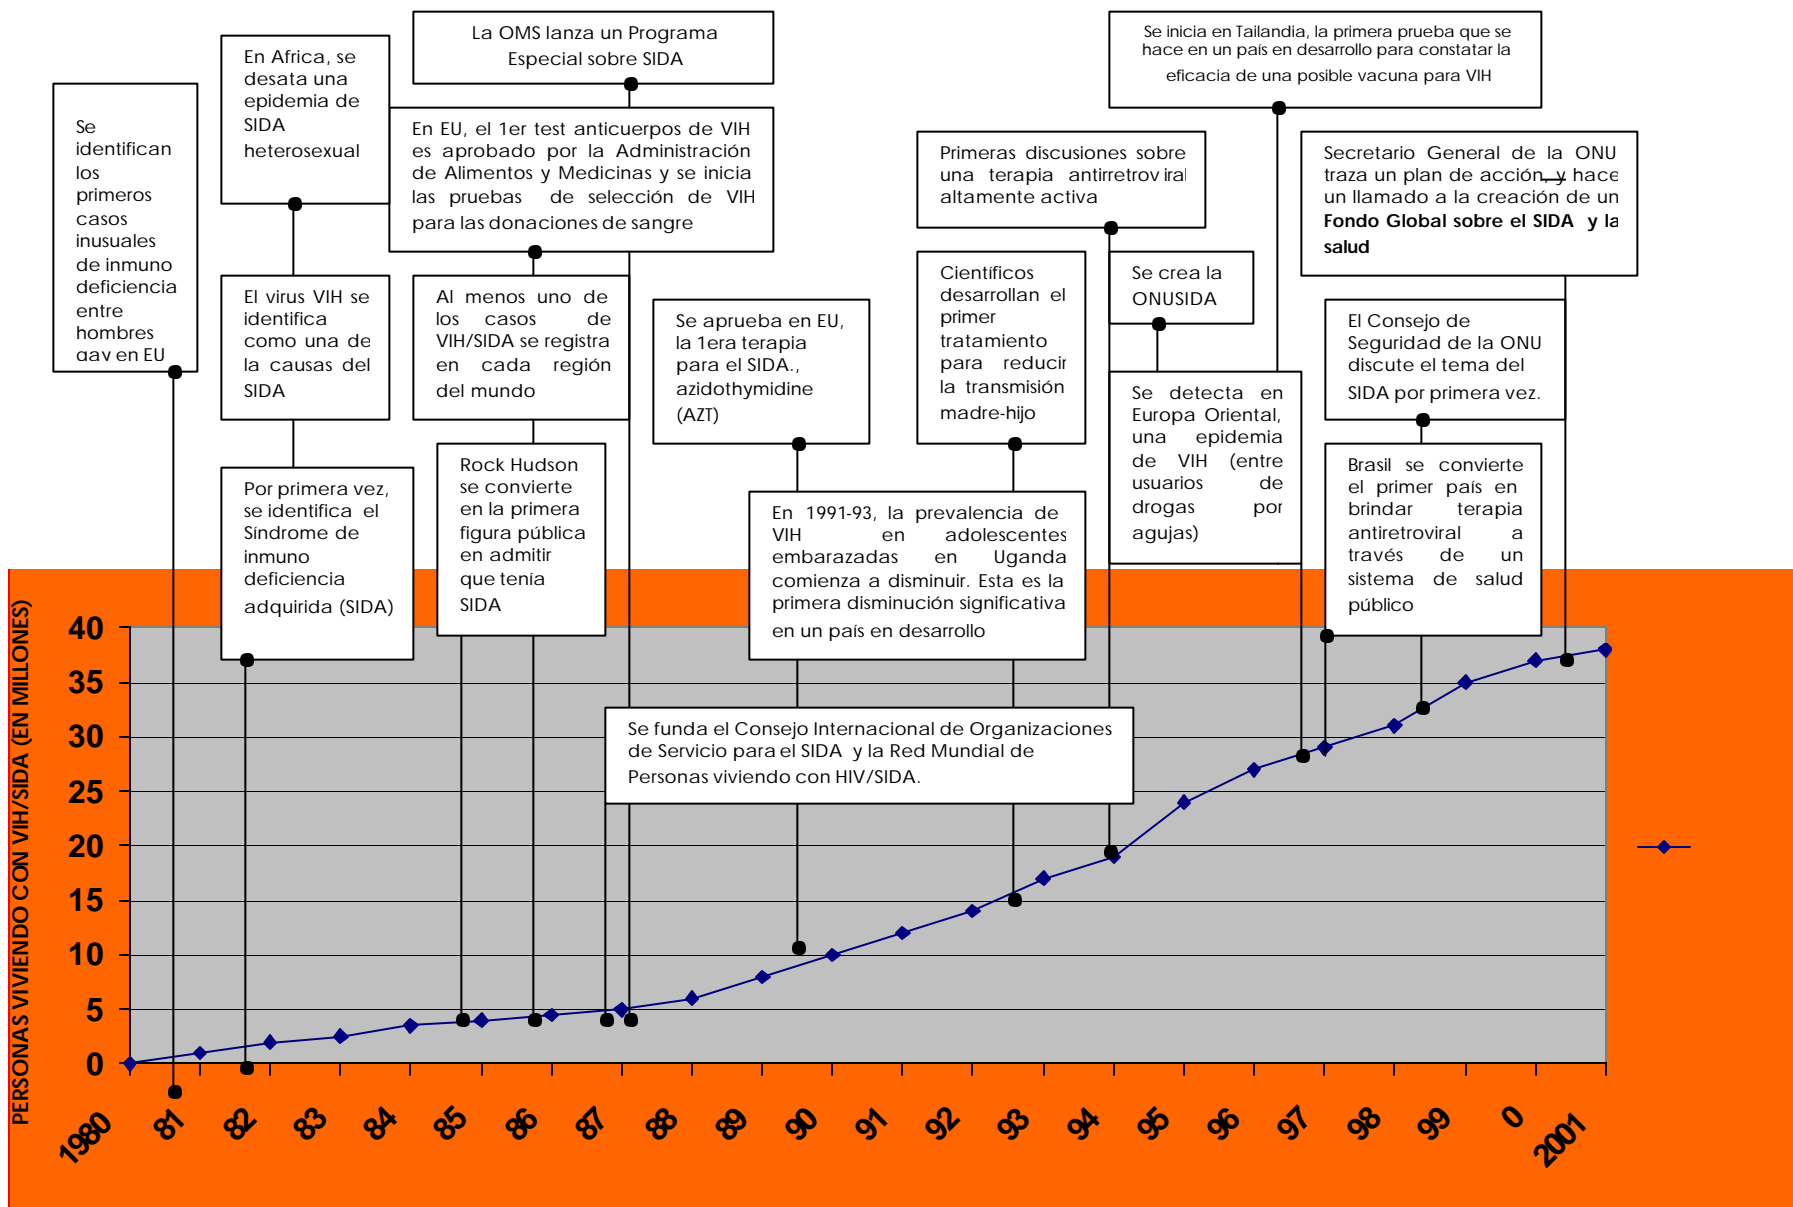 La OMS lanza un Programa
Especial sobre SIDA
Se inicia en Tailandia, la primera prueba que se
hace en un país en desarrollo para constatar la
eficacia de una posible vacuna para VIH
En Africa, se
desata una
epidemia de
SIDA
heterosexual
Se
identifican
los
primeros
casos
inusuales
de inmuno
deficiencia
entre
hombres
gay en EU
En EU, el 1er test anticuerpos de VIH
es aprobado por la Administración
de Alimentos y Medicinas y se inicia
las pruebas de selección de VIH
para las donaciones de sangre
Primeras discusiones sobre
una terapia antirretroviral
altamente activa
Secretario General de la ONU
traza un plan de acción, y hace
un llamado a la creación de un
Fondo Global sobre el SIDA y la
salud
El virus VIH se
identifica
como una de
la causas del
SIDA
Al menos uno de
los casos de
VIH/SIDA se registra
en cada región
del mundo
Se aprueba en EU,
la 1era terapia
para el SIDA.,
azidothymidine
(AZT)
Científicos
desarrollan el
primer
tratamiento
para reducir
la transmisión
madre-hijo
Se crea la
ONUSIDA
El Consejo de
Seguridad de la ONU
discute el tema del
SIDA por primera vez.
Se detecta en
Europa Oriental,
una epidemia
de VIH (entre
usuarios de
drogas por
agujas)
Por primera vez,
se identifica el
Síndrome de
inmuno
deficiencia
adquirida (SIDA)
Rock Hudson
se convierte
en la primera
figura pública
en admitir
que tenía
SIDA
En 1991-93, la prevalencia de
VIH en adolescentes
embarazadas en Uganda
comienza a disminuir. Esta es la
primera disminución significativa
en un país en desarrollo
Brasil se convierte
el primer país en
brindar terapia
antiretroviral a
través de un
sistema de salud
público
Se funda el Consejo Internacional de Organizaciones
de Servicio para el SIDA y la Red Mundial de
Personas viviendo con HIV/SIDA.
PERSONAS VIVIENDO CON VIH/SIDA (EN MILLONES)
40
35
30
25
20
15
10
5
0
1980 81 82 83 84 85 86 87 88 89 90 91 92 93 94 95 96 97 98 99 0 2001